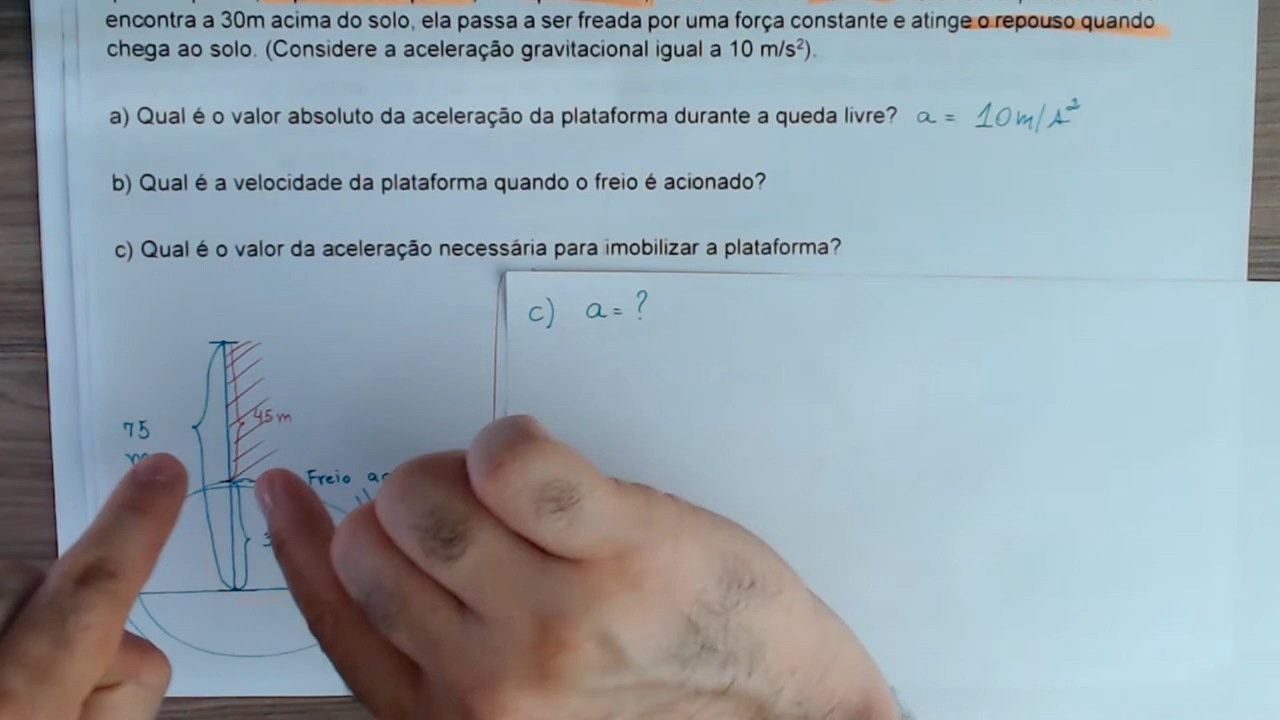 encontra a 30m acima do solo, ela passa a ser freada por uma força constante e atinge o repouso quando
chega ao solo. (Considere a aceleração gravitacional igual a 10 m/s²).
a) Qual é o valor absoluto da aceleração da plataforma durante a queda livre? a = 10m/s²
b) Qual é a velocidade da plataforma quando o freio é acionado?
c) Qual é o valor da aceleração necessária para imobilizar a plataforma?
c) a = ?
45m
75
Freio